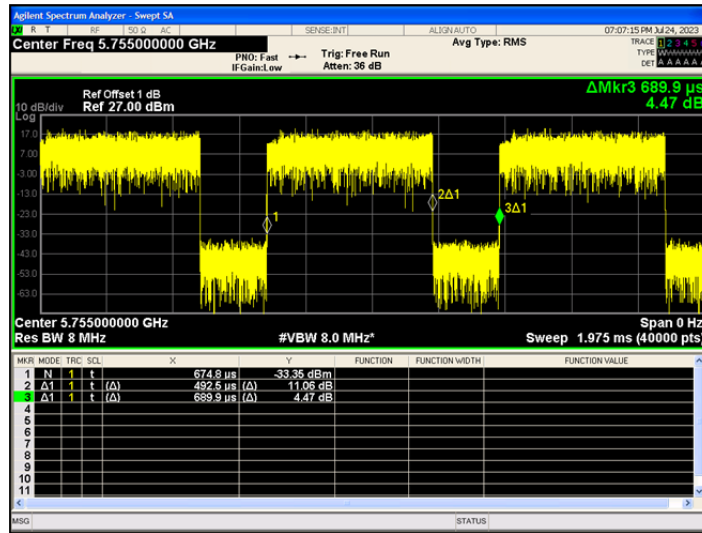 Agilent Spectrum Analyzer - Swept SA
R T RF 50 Ω AC SENSE:INT ALIGN AUTO 07:07:15 PM Jul 24, 2023
Center Freq 5.755000000 GHz Avg Type: RMS TRACE 1 2 3 4 5
PNO: Fast Trig: Free Run TYPE
IFGain:Low Atten: 36 dB DET A A A A A
ΔMkr3 689.9 µs
Ref Offset 1 dB
10 dB/div Ref 27.00 dBm 4.47 dB
Log
17.0
7.00
-3.00
-13.0
2Δ1
-23.0 1 3Δ1
-33.0
-43.0
-53.0
-63.0
Center 5.755000000 GHz Span 0 Hz
Res BW 8 MHz #VBW 8.0 MHz* Sweep 1.975 ms (40000 pts)
MKR MODE TRC SCL X Y FUNCTION FUNCTION WIDTH FUNCTION VALUE
1 N 1 t 674.8 µs -33.35 dBm
2 Δ1 1 t (Δ) 492.5 µs (Δ) 11.06 dB
3 Δ1 1 t (Δ) 689.9 µs (Δ) 4.47 dB
4
5
6
7
8
9
10
11
MSG STATUS